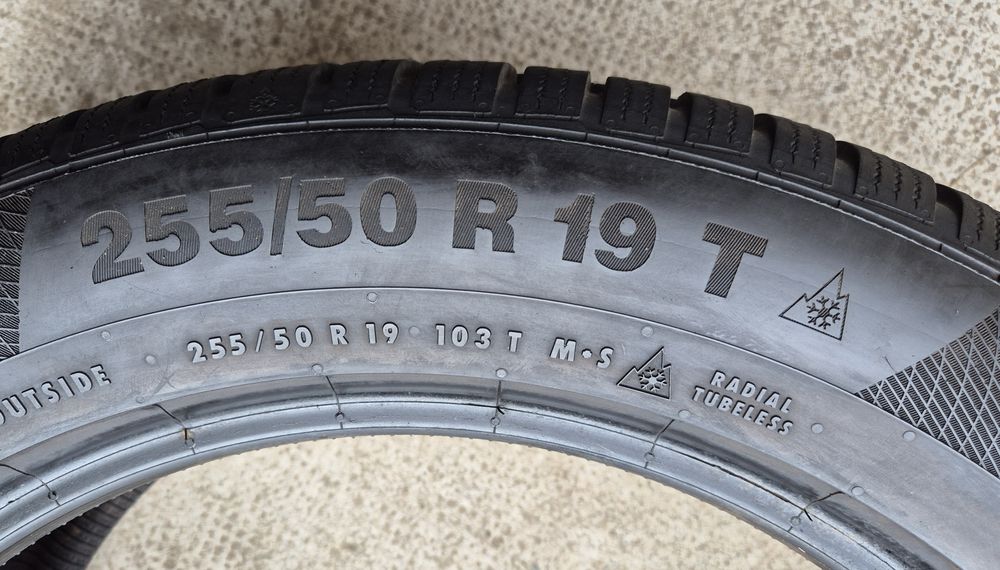 255/50 R 19 T
OUTSIDE
255/50 R 19 103 T M•S
RADIAL
TUBELESS